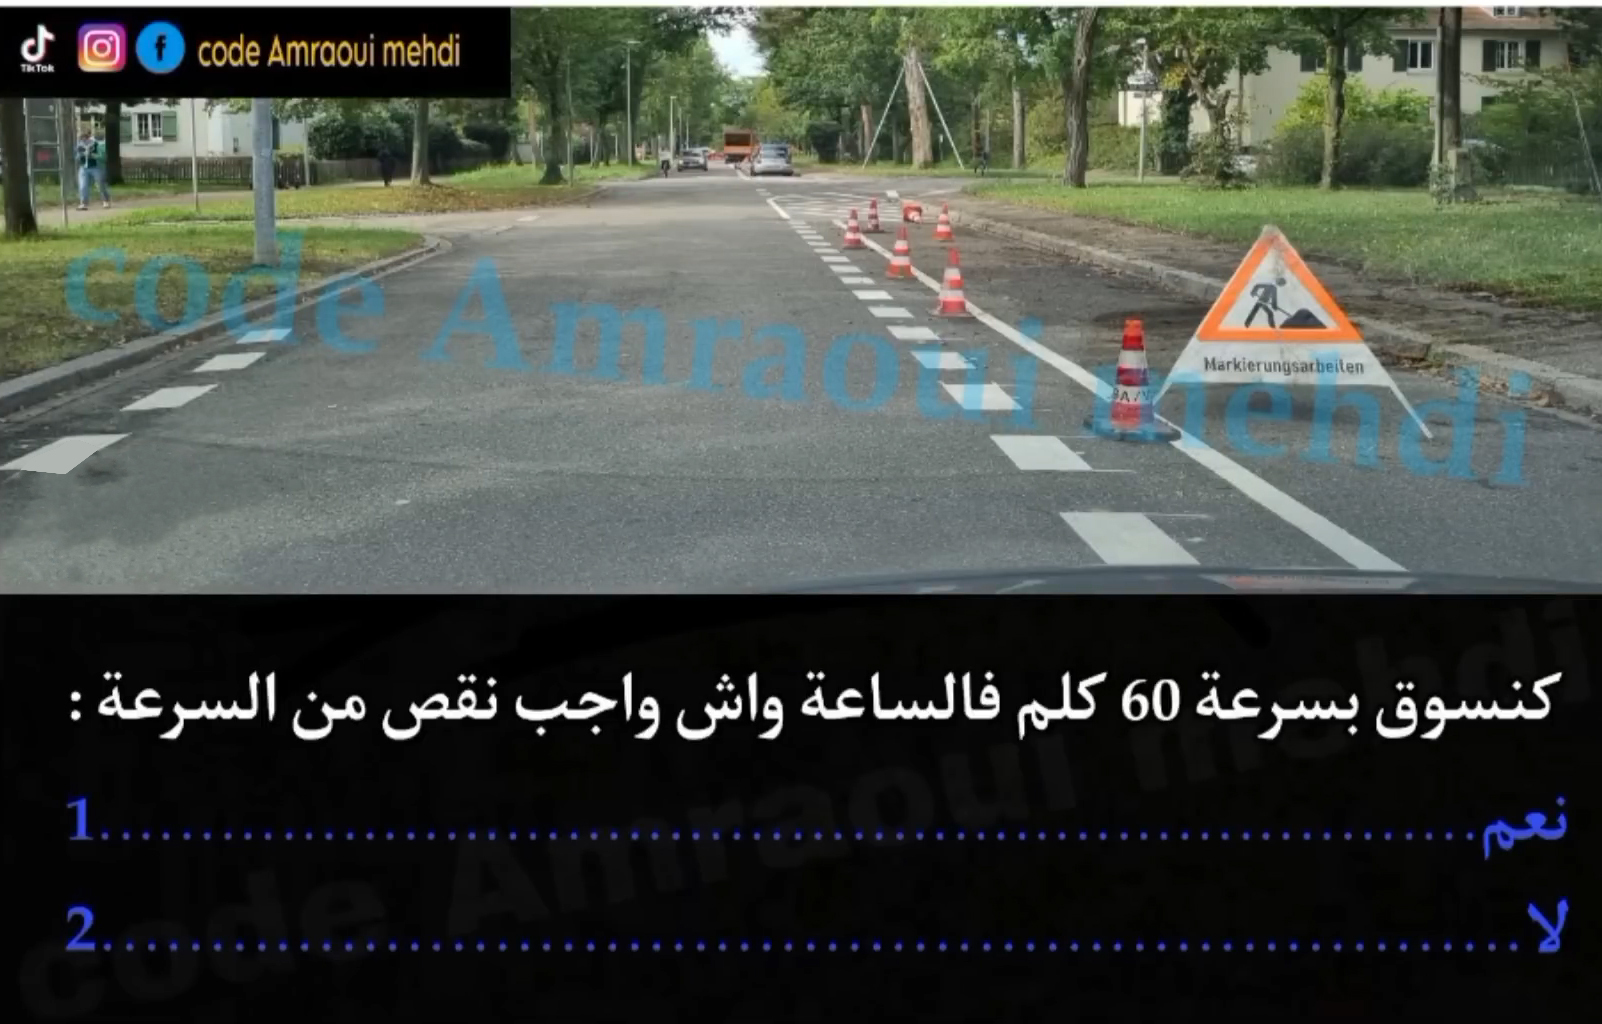 TikTok
code Amraoui mehdi
code Amraoui mehdi
Markierungsarbeiten
كنسوق بسرعة 60 كلم فالساعة واش واجب نقص من السرعة :
نعم......................................................................1
لا......................................................................2
code Amraoui mehdi